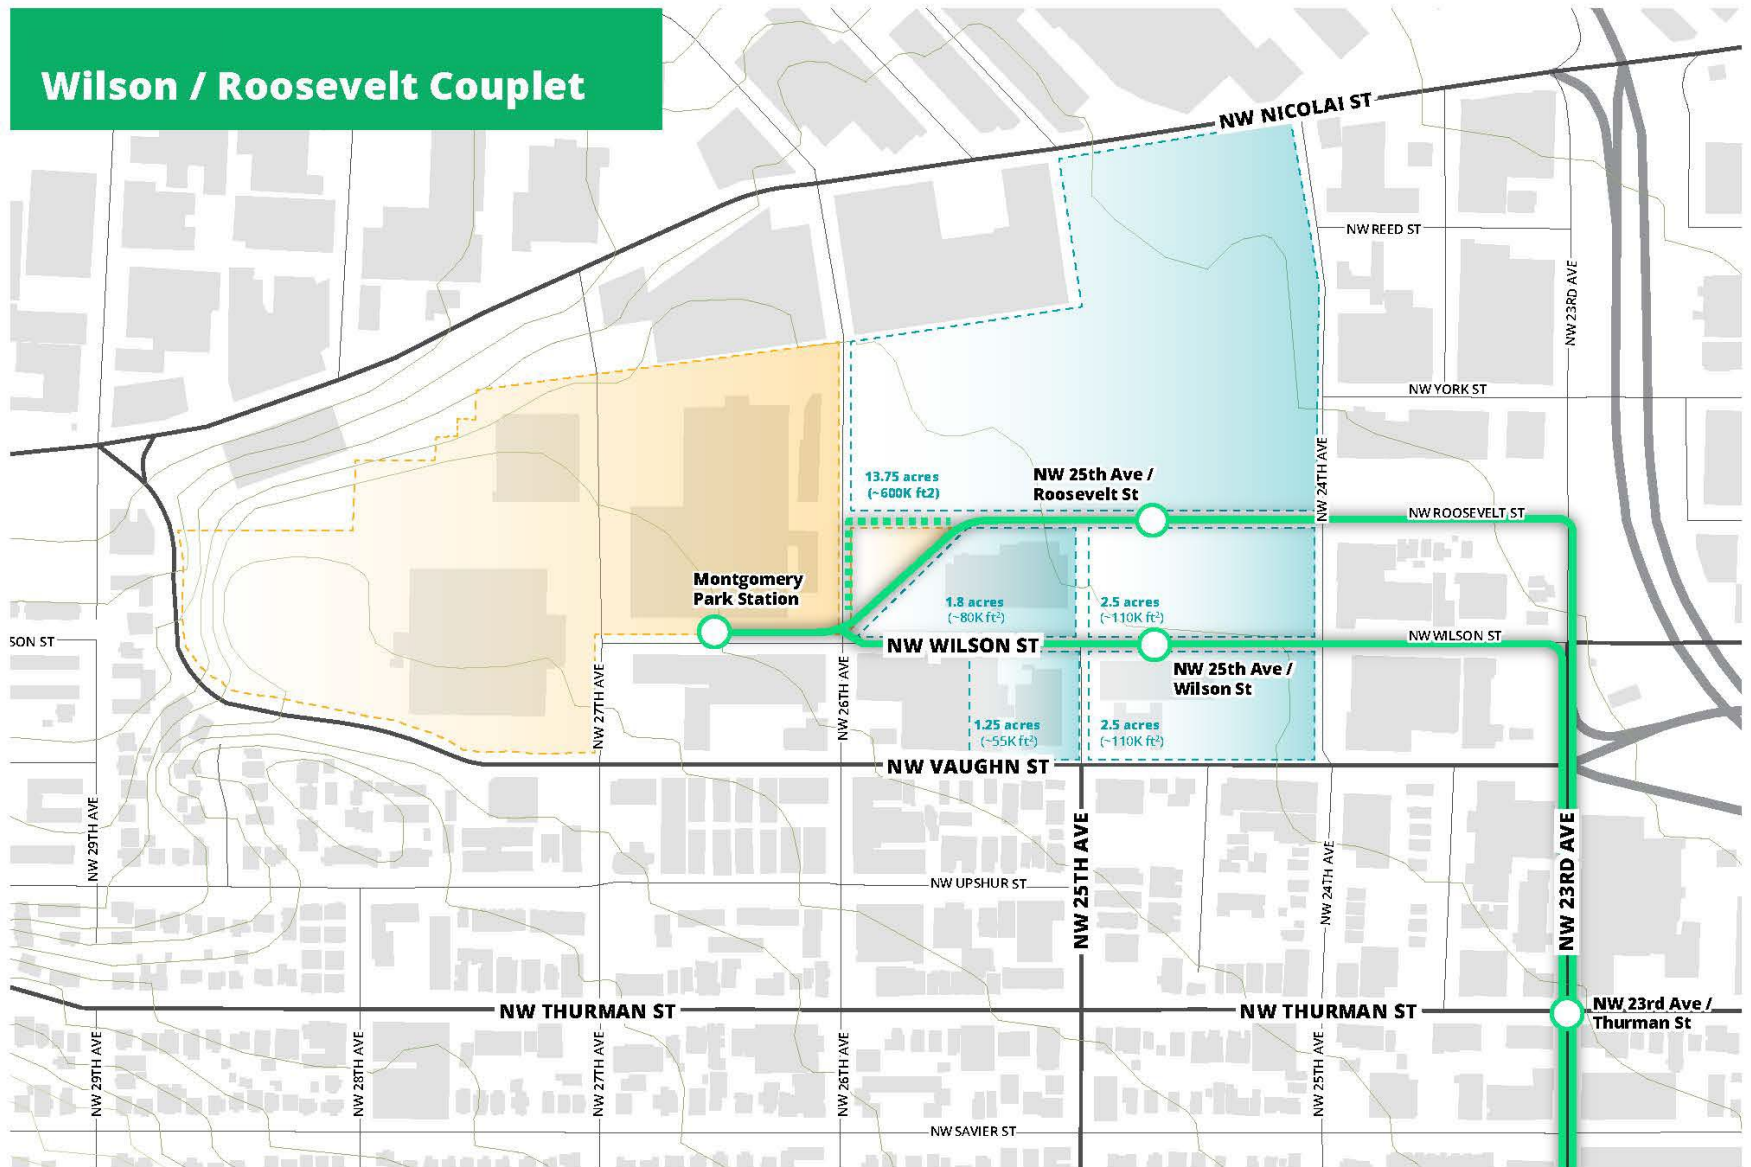 Wilson / Roosevelt Couplet
NW NICOLAI ST
NW REED ST
NW 23RD AVE
NW YORK ST
NW 24TH AVE
13.75 acres
(~600K ft2)
NW 25th Ave /
Roosevelt St
NW ROOSEVELT ST
Montgomery
Park Station
1.8 acres
(~80K ft²)
2.5 acres
(~110K ft²)
SON ST
NW WILSON ST
NW WILSON ST
NW 25th Ave /
Wilson St
NW 27TH AVE
NW 26TH AVE
1.25 acres
(~55K ft²)
2.5 acres
(~110K ft²)
NW VAUGHN ST
NW 29TH AVE
NW 25TH AVE
NW 24TH AVE
NW 23RD AVE
NW UPSHUR ST
NW THURMAN ST
NW THURMAN ST
NW 23rd Ave /
Thurman St
NW 29TH AVE
NW 28TH AVE
NW 27TH AVE
NW 26TH AVE
NW 25TH AVE
NW SAVIER ST